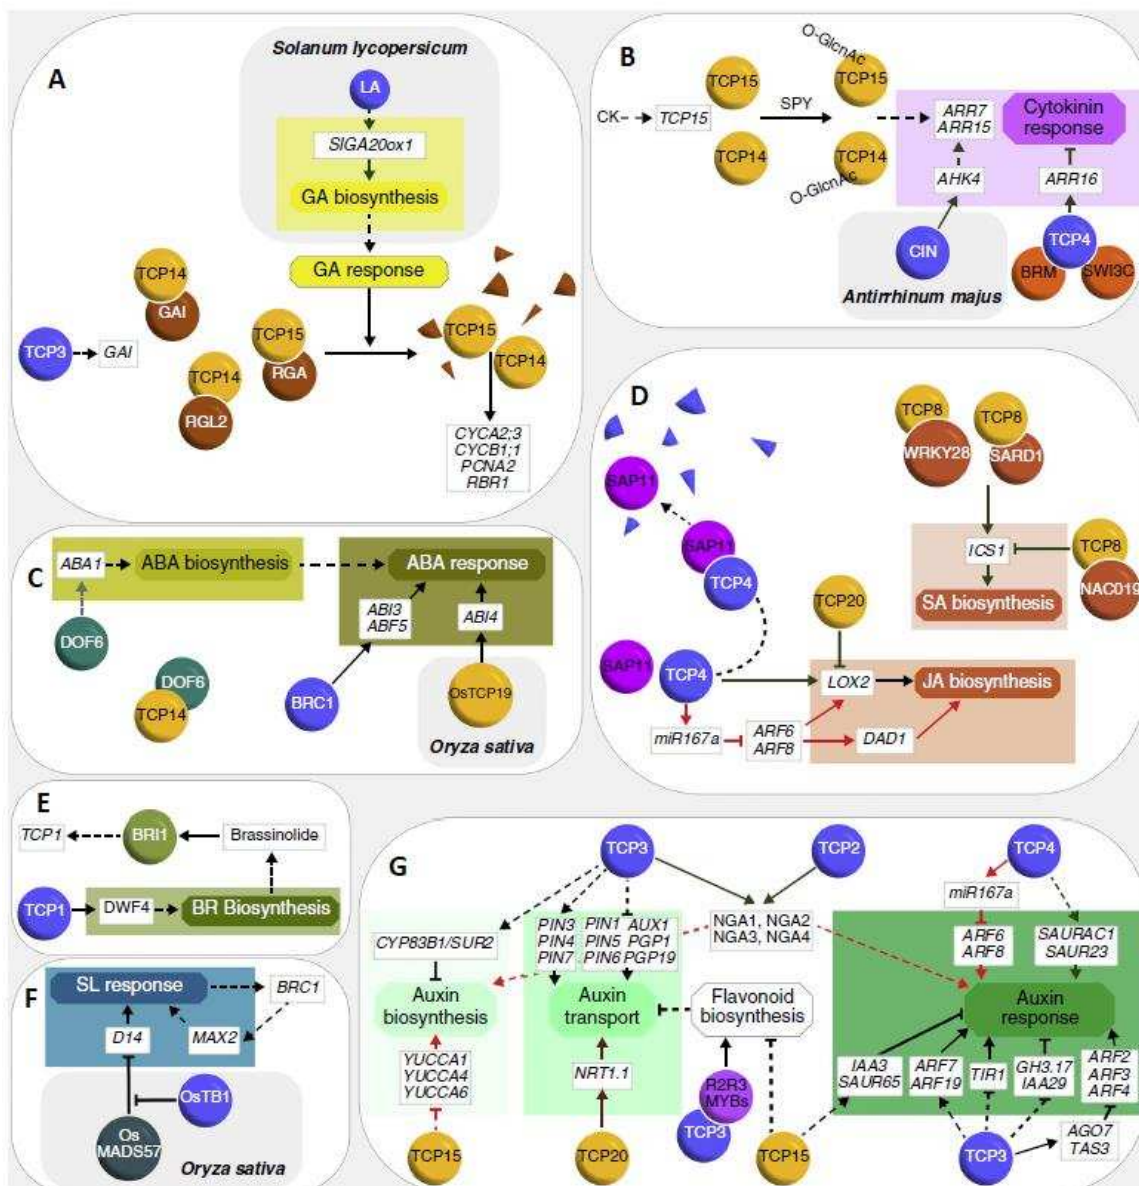 A
Solanum lycopersicum
LA
SlGA20ox1
GA biosynthesis
GA response
TCP14
GAI
TCP3
GAI
TCP14
RGL2
TCP15
RGA
TCP15
TCP14
CYCA2;3
CYCB1;1
PCNA2
RBR1
B
O-GlcnAc
TCP15
TCP15
CK
TCP15
SPY
TCP14
TCP14
O-GlcnAc
ARR7
ARR15
Cytokinin
response
AHK4
ARR16
CIN
TCP4
BRM
SWI3C
Antirrhinum majus
C
ABA1
ABA biosynthesis
ABA response
DOF6
ABI3
ABF5
ABI4
DOF6
TCP14
BRC1
OsTCP19
Oryza sativa
D
TCP8
WRKY28
TCP8
SARD1
SAP11
SAP11
TCP4
ICS1
TCP8
NAC019
SA biosynthesis
TCP20
SAP11
TCP4
LOX2
JA biosynthesis
miR167a
ARF6
ARF8
DAD1
E
TCP1
BRI1
Brassinolide
TCP1
DWF4
BR Biosynthesis
F
SL response
BRC1
D14
MAX2
OsTB1
Os
MADS57
Oryza sativa
G
TCP3
TCP2
TCP4
miR167a
CYP83B1/SUR2
PIN3
PIN4
PIN7
PIN1
PIN5
PIN6
AUX1
PGP1
PGP19
NGA1, NGA2
NGA3, NGA4
ARF6
ARF8
SAURAC1
SAUR23
Auxin
biosynthesis
Auxin
transport
Flavonoid
biosynthesis
Auxin
response
YUCCA1
YUCCA4
YUCCA6
NRT1.1
R2R3
MYBs
TCP3
IAA3
SAUR65
ARF7
ARF19
TIR1
GH3.17
IAA29
ARF2
ARF3
ARF4
TCP15
TCP20
TCP15
TCP3
AGO7
TAS3